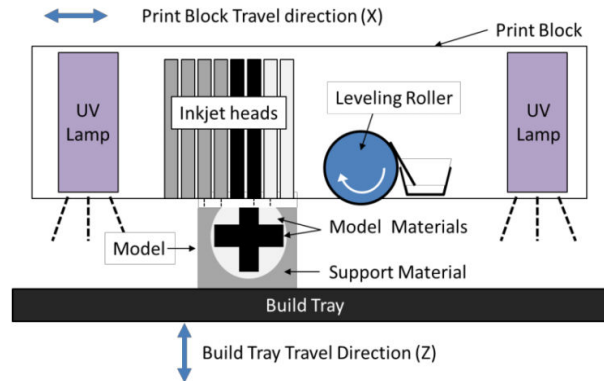 Print Block Travel direction (X)
Print Block
UV
Lamp
Inkjet heads
Leveling Roller
UV
Lamp
Model Materials
Model
Support Material
Build Tray
Build Tray Travel Direction (Z)